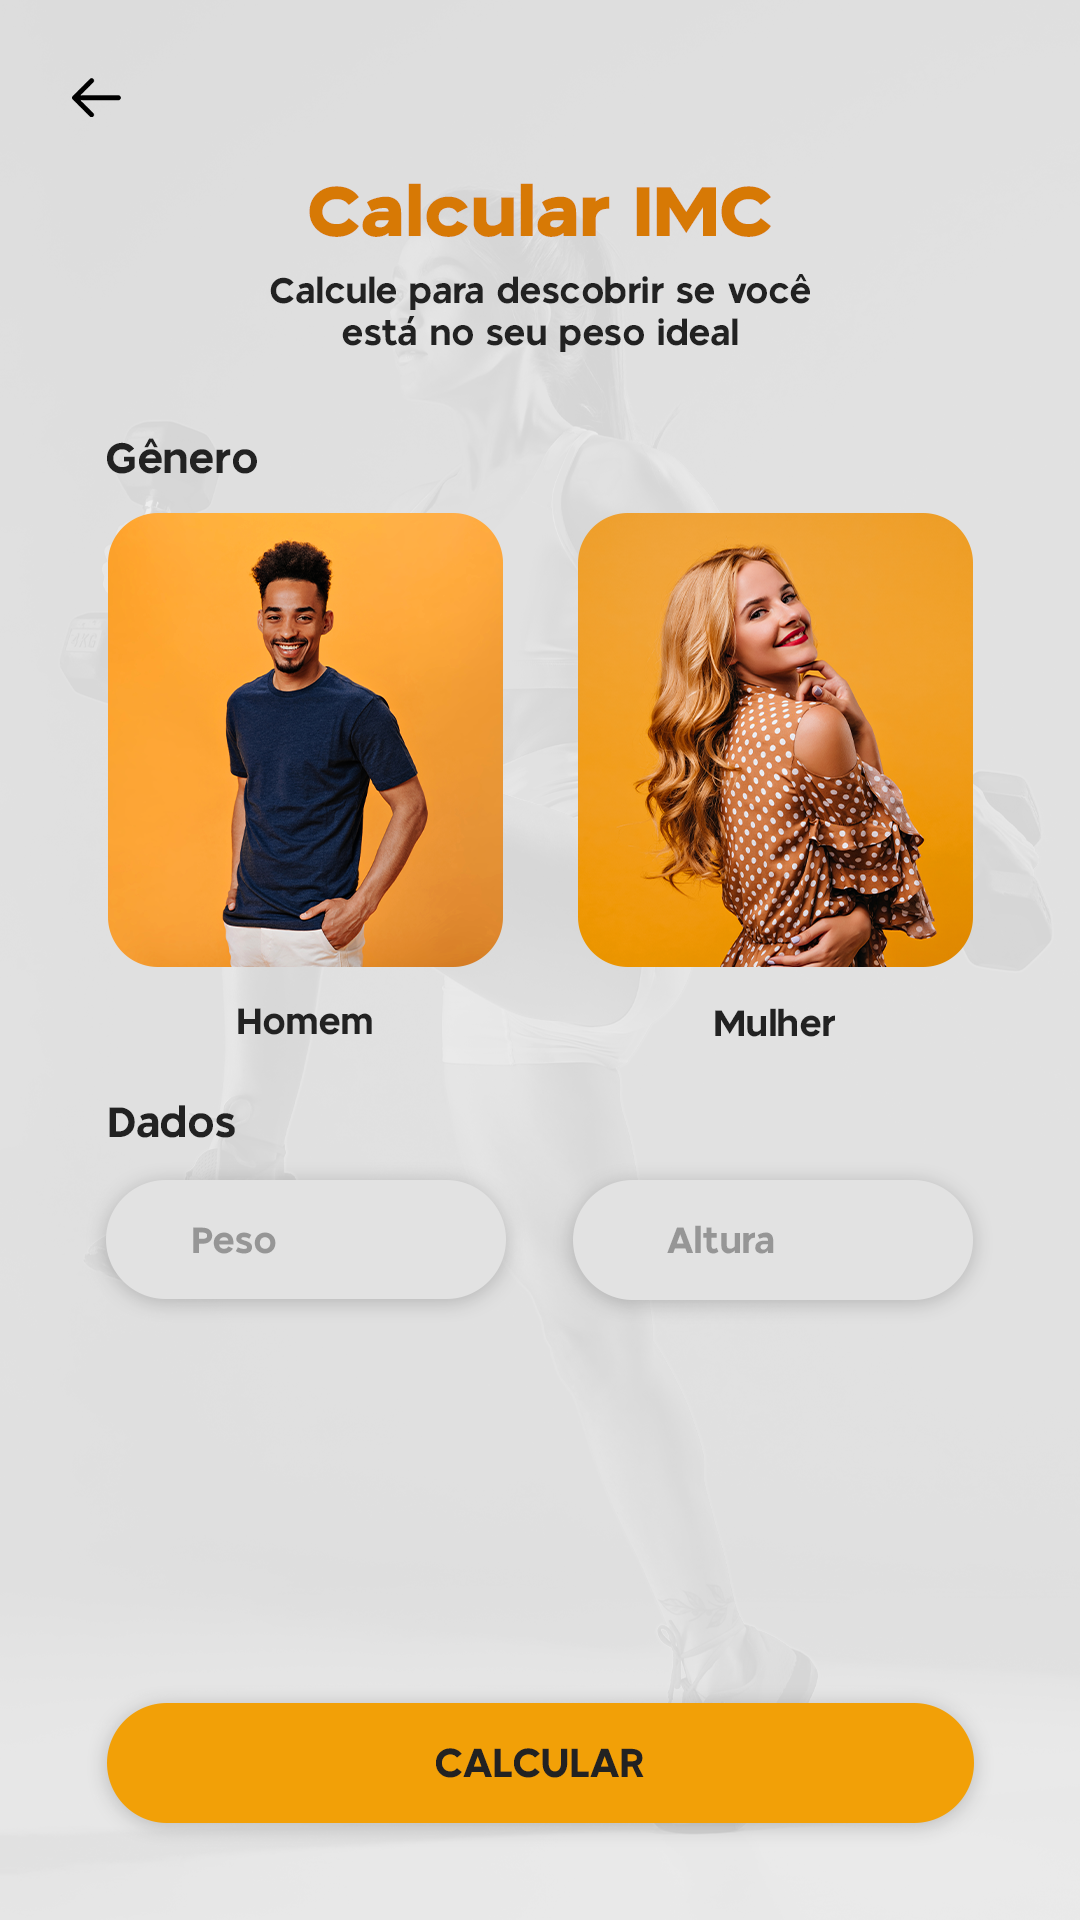 Calcular IMC
Calcule para descobrir se você
está no seu peso ideal
Gênero
4KG
Homem
Mulher
Dados
Peso
Altura
CALCULAR